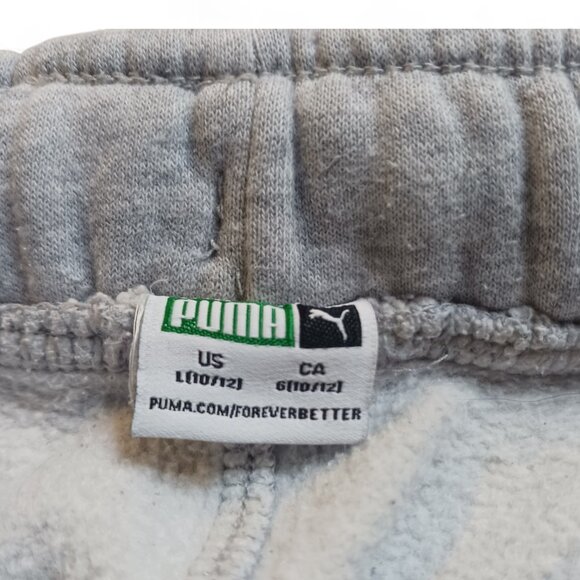 PUMA
US CA
L(10/12) G(10/12)
PUMA.COM/FOREVERBETTER